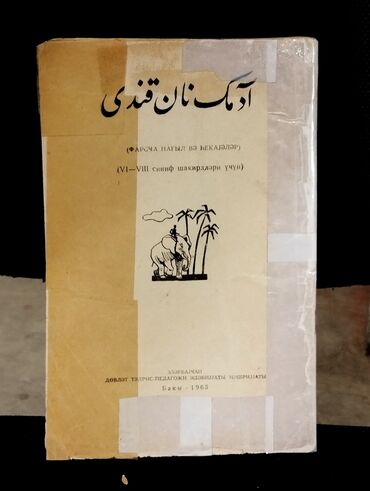 آدمک نان قندی
(ФАРСЧА НАҒЫЛ ВӘ ҺЕКАЈӘЛӘР)
(VI—VIII синиф шакирдләри үчүн)
АЗӘРБАЈҸАН
ДӨВЛӘТ ТӘДРИС-ПЕДАГОЖИ ӘДӘБИЈЈАТЫ НӘШРИЈЈАТЫ
Бакы - 1965